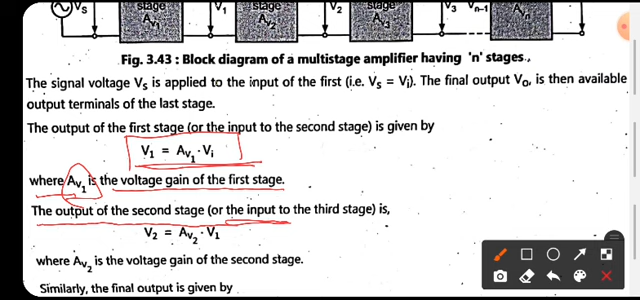 Vs stage Av1 V1 stage Av2 V2 stage Av3 V3 Vn-1 Avn
Fig. 3.43 : Block diagram of a multistage amplifier having 'n' stages.
The signal voltage Vs is applied to the input of the first (i.e. Vs = Vi). The final output Vo, is then available
output terminals of the last stage.
The output of the first stage (or the input to the second stage) is given by
V1 = Av1 · Vi
where Av1 is the voltage gain of the first stage.
The output of the second stage (or the input to the third stage) is,
V2 = Av2 · V1
where Av2 is the voltage gain of the second stage.
Similarly, the final output is given by